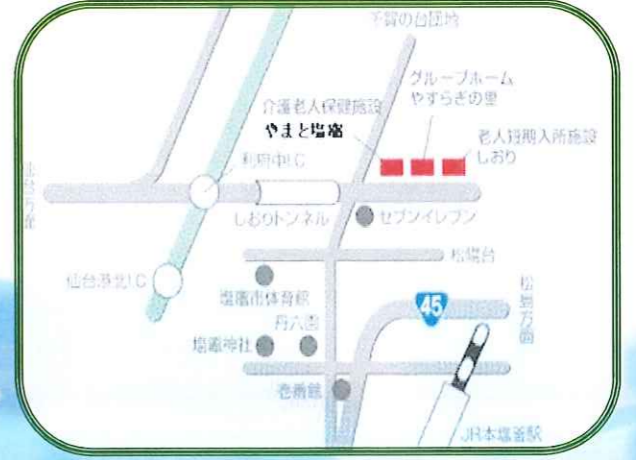 の台団地
グループホーム
やすらぎの里
介護老人保健施設
やまと塩竈
老人短期入所施設
しおり
利府中I.C
しおりトンネル
セブンイレブン
松陽台
仙台港北I.C
塩竈市体育館
松島方面
45
丹六園
塩竈神社
壱番館
JR本塩釜駅